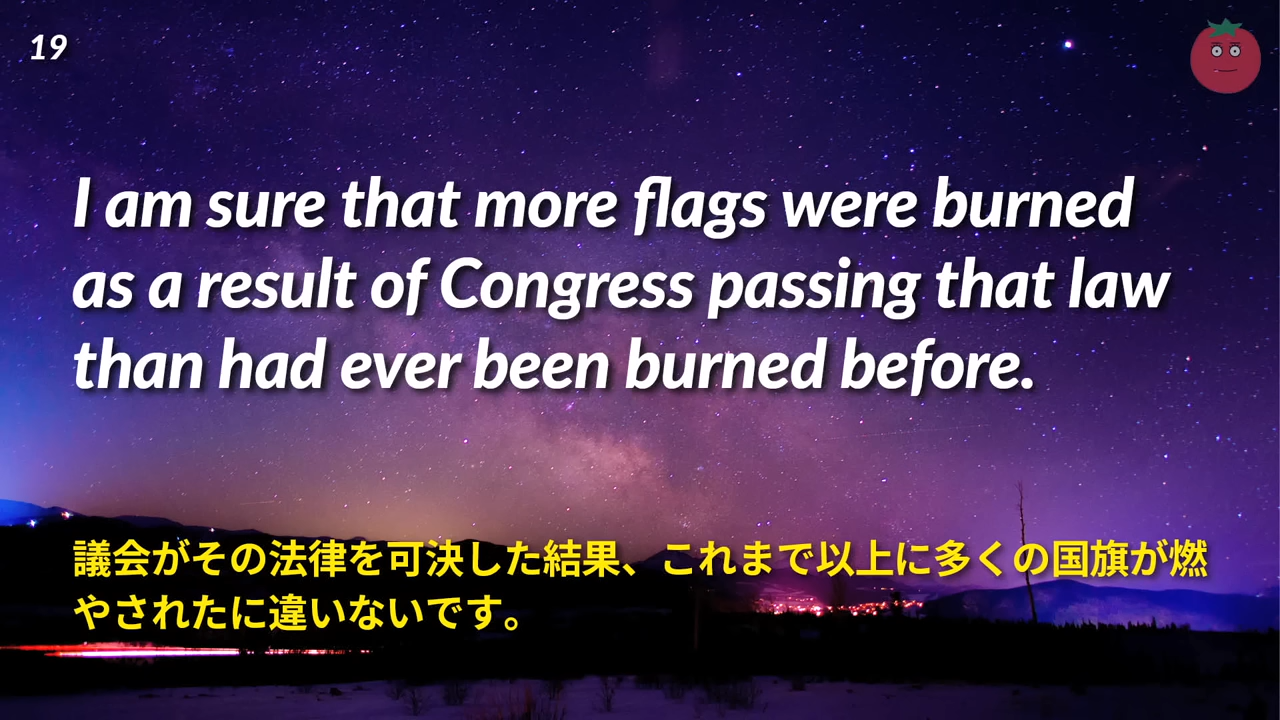 19
I am sure that more flags were burned
as a result of Congress passing that law
than had ever been burned before.
議会がその法律を可決した結果、これまで以上に多くの国旗が燃
やされたに違いないです。